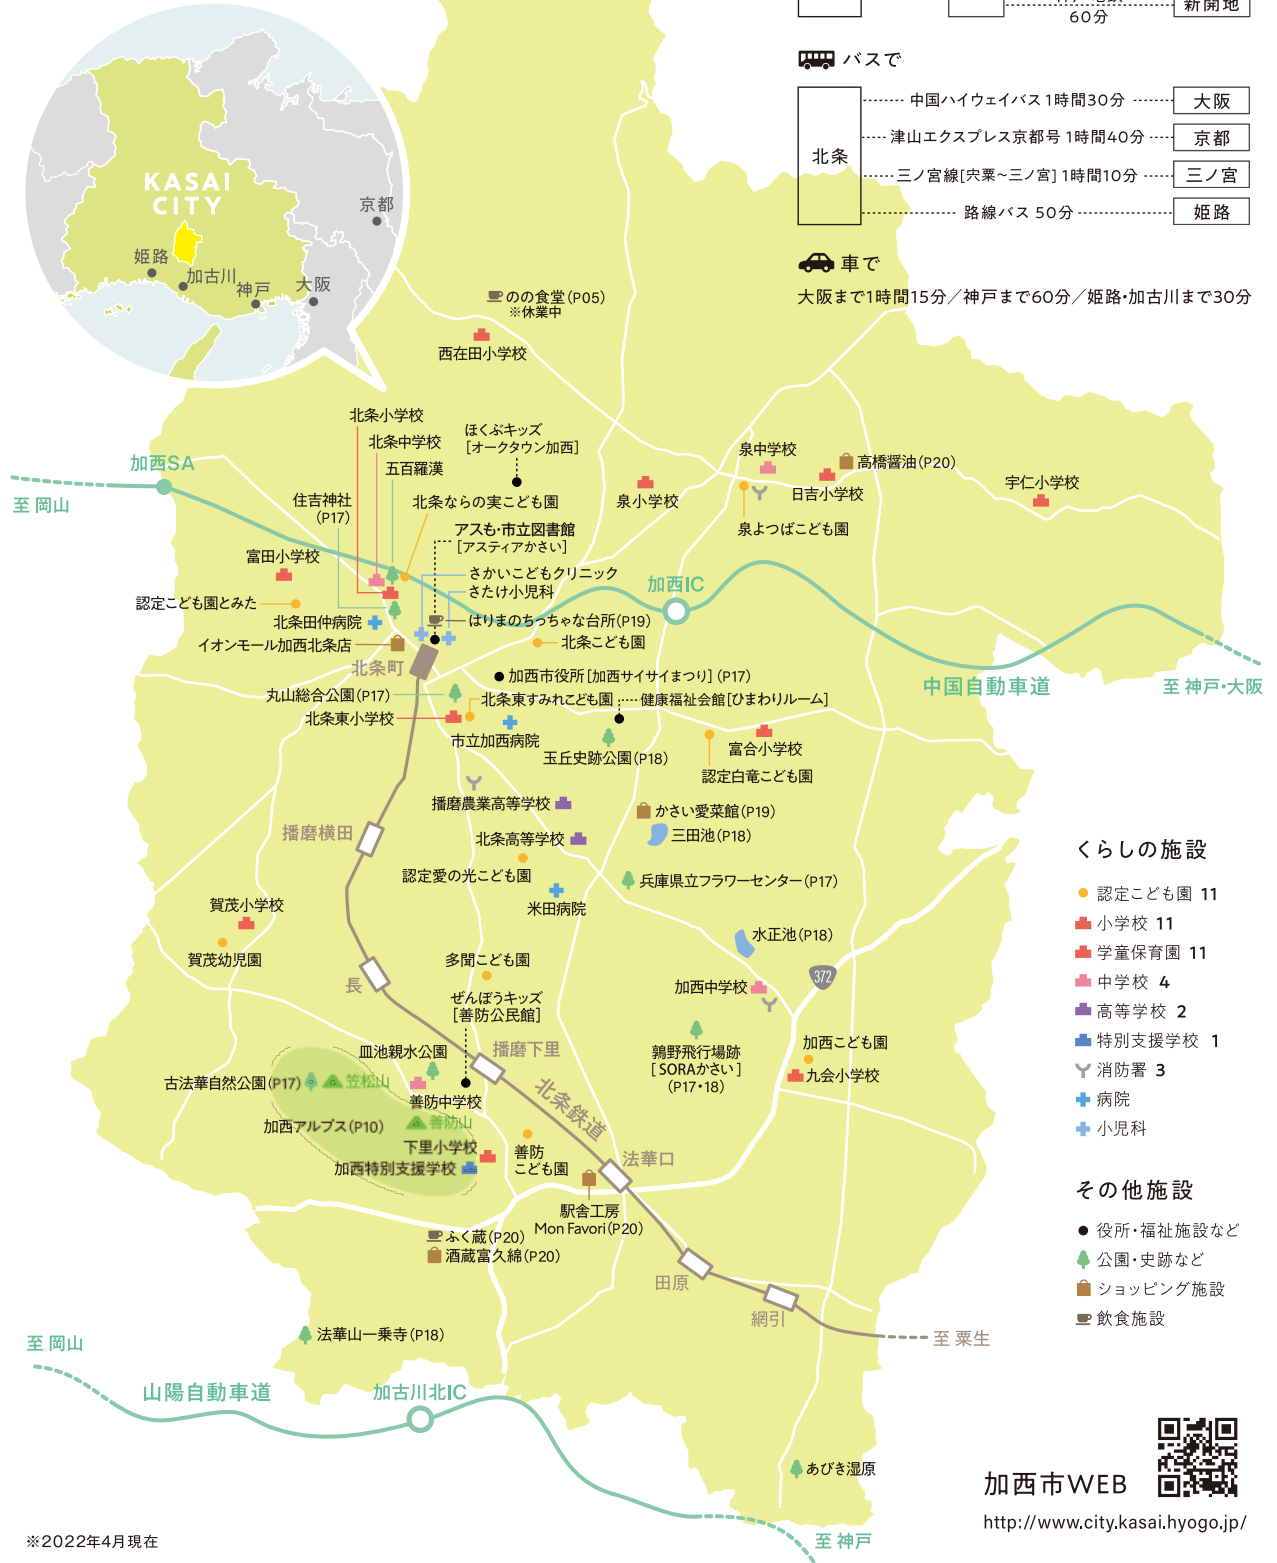 新開地
60分
バスで
北条
中国ハイウェイバス 1時間30分
大阪
津山エクスプレス京都号 1時間40分
京都
三ノ宮線[宍粟〜三ノ宮] 1時間10分
三ノ宮
路線バス 50分
姫路
車で
大阪まで1時間15分／神戸まで60分／姫路・加古川まで30分
KASAI
CITY
京都
姫路
加古川
神戸
大阪
のの食堂(P05)
※休業中
西在田小学校
北条小学校
北条中学校
五百羅漢
ほくぶキッズ
[オークタウン加西]
加西SA
至 岡山
住吉神社
(P17)
北条ならの実こども園
アスも・市立図書館
[アスティアかさい]
泉小学校
泉中学校
高橋醤油(P20)
日吉小学校
泉よつばこども園
宇仁小学校
富田小学校
認定こども園とみた
さかいこどもクリニック
さたけ小児科
加西IC
北条田仲病院
はりまのちっちゃな台所(P19)
イオンモール加西北条店
北条こども園
北条町
加西市役所[加西サイサイまつり] (P17)
中国自動車道
至 神戸・大阪
丸山総合公園(P17)
北条東すみれこども園
健康福祉会館[ひまわりルーム]
北条東小学校
市立加西病院
玉丘史跡公園(P18)
富合小学校
認定白竜こども園
播磨農業高等学校
かさい愛菜館(P19)
播磨横田
北条高等学校
三田池(P18)
認定愛の光こども園
兵庫県立フラワーセンター(P17)
米田病院
賀茂小学校
賀茂幼児園
水正池(P18)
多聞こども園
長
加西中学校
372
ぜんぼうキッズ
[善防公民館]
播磨下里
皿池親水公園
鶉野飛行場跡
[SORAかさい]
(P17・18)
加西こども園
九会小学校
古法華自然公園(P17)
笠松山
善防中学校
北条鉄道
加西アルプス(P10)
善防山
下里小学校
加西特別支援学校
善防
こども園
法華口
駅舎工房
Mon Favori(P20)
ふく蔵(P20)
酒蔵富久錦(P20)
田原
網引
至 粟生
法華山一乗寺(P18)
至 岡山
山陽自動車道
加古川北IC
あびき湿原
至 神戸
くらしの施設
認定こども園 11
小学校 11
学童保育園 11
中学校 4
高等学校 2
特別支援学校 1
消防署 3
病院
小児科
その他施設
役所・福祉施設など
公園・史跡など
ショッピング施設
飲食施設
加西市WEB
http://www.city.kasai.hyogo.jp/
※2022年4月現在